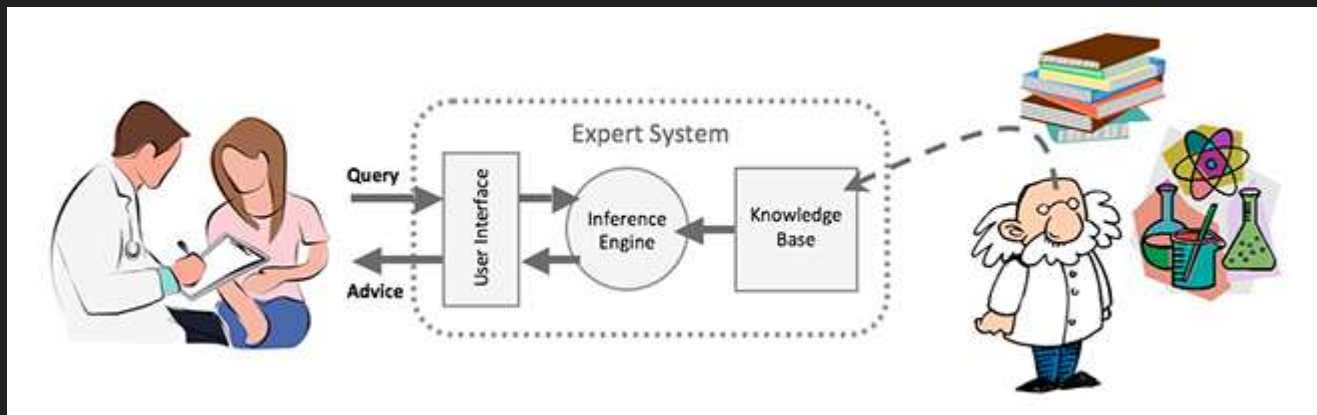 Expert System
Query
Advice
User Interface
Inference
Engine
Knowledge
Base